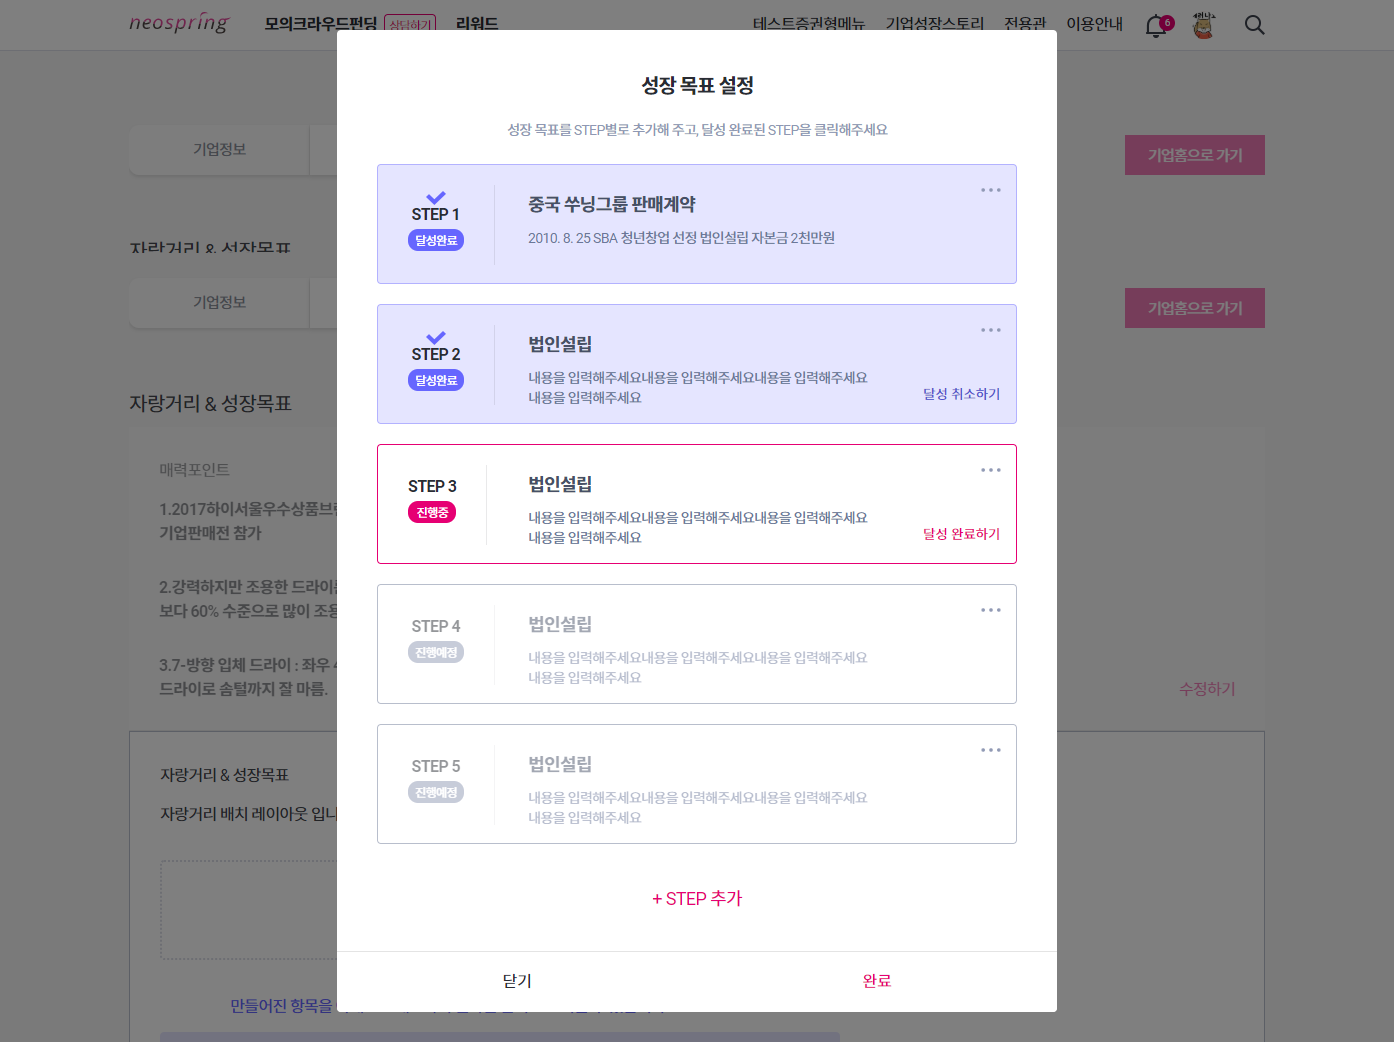 neospring 모의크라우드펀딩 상담하기 리워드 테스트증권형메뉴 기업성장스토리 전용관 이용안내 6
성장 목표 설정
성장 목표를 STEP별로 추가해 주고, 달성 완료된 STEP을 클릭해주세요
기업정보
기업홈으로 가기
STEP 1
달성완료
중국 쑤닝그룹 판매계약
2010. 8. 25 SBA 청년창업 선정 법인설립 자본금 2천만원
자랑거리 & 성장목표
기업정보
기업홈으로 가기
STEP 2
달성완료
법인설립
내용을 입력해주세요내용을 입력해주세요내용을 입력해주세요
내용을 입력해주세요
달성 취소하기
자랑거리 & 성장목표
매력포인트
1.2017하이서울우수상품브
기업판매전 참가
2.강력하지만 조용한 드라이
보다 60% 수준으로 많이 조용
3.7-방향 입체 드라이 : 좌우 4
드라이로 솜털까지 잘 마름.
수정하기
STEP 3
진행중
법인설립
내용을 입력해주세요내용을 입력해주세요내용을 입력해주세요
내용을 입력해주세요
달성 완료하기
STEP 4
진행예정
법인설립
내용을 입력해주세요내용을 입력해주세요내용을 입력해주세요
내용을 입력해주세요
STEP 5
진행예정
법인설립
내용을 입력해주세요내용을 입력해주세요내용을 입력해주세요
내용을 입력해주세요
자랑거리 & 성장목표
자랑거리 배치 레이아웃 입니
+ STEP 추가
닫기
완료
만들어진 항목을